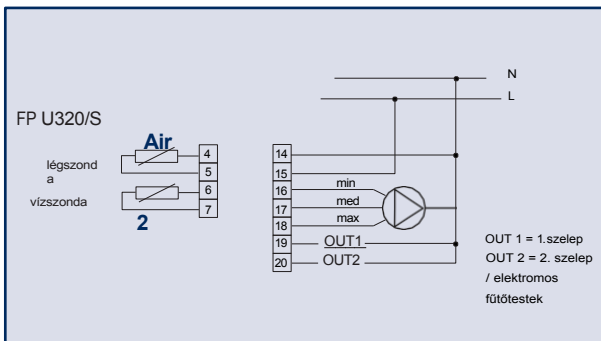 N
L
FP U320/S
Air
légszond
a
vízszonda
2
4
5
6
7
14
15
16
17
18
19
20
min
med
max
OUT1
OUT2
OUT 1 = 1.szelep
OUT 2 = 2. szelep
/ elektromos
fűtőtestek